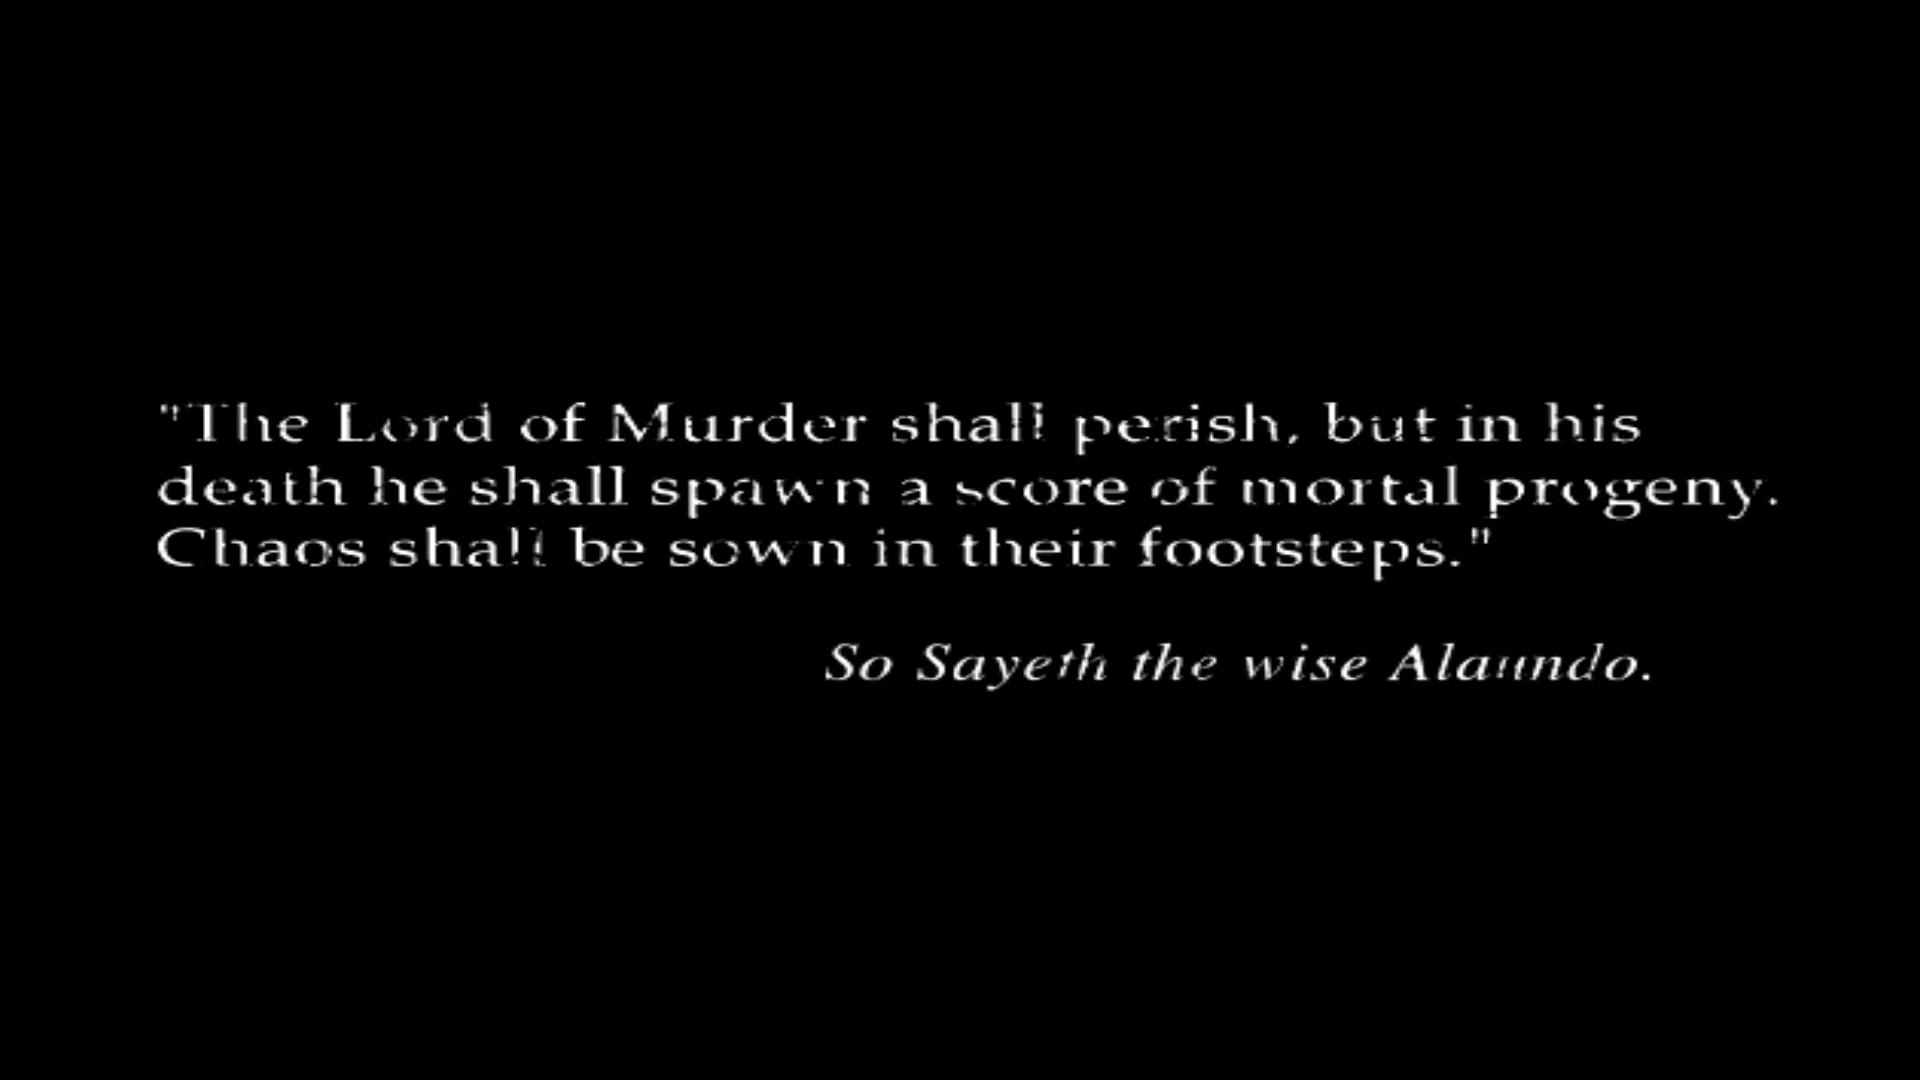 "The Lord of Murder shall perish, but in his
death he shall spawn a score of mortal progeny.
Chaos shall be sown in their footsteps."
So Sayeth the wise Alaundo.